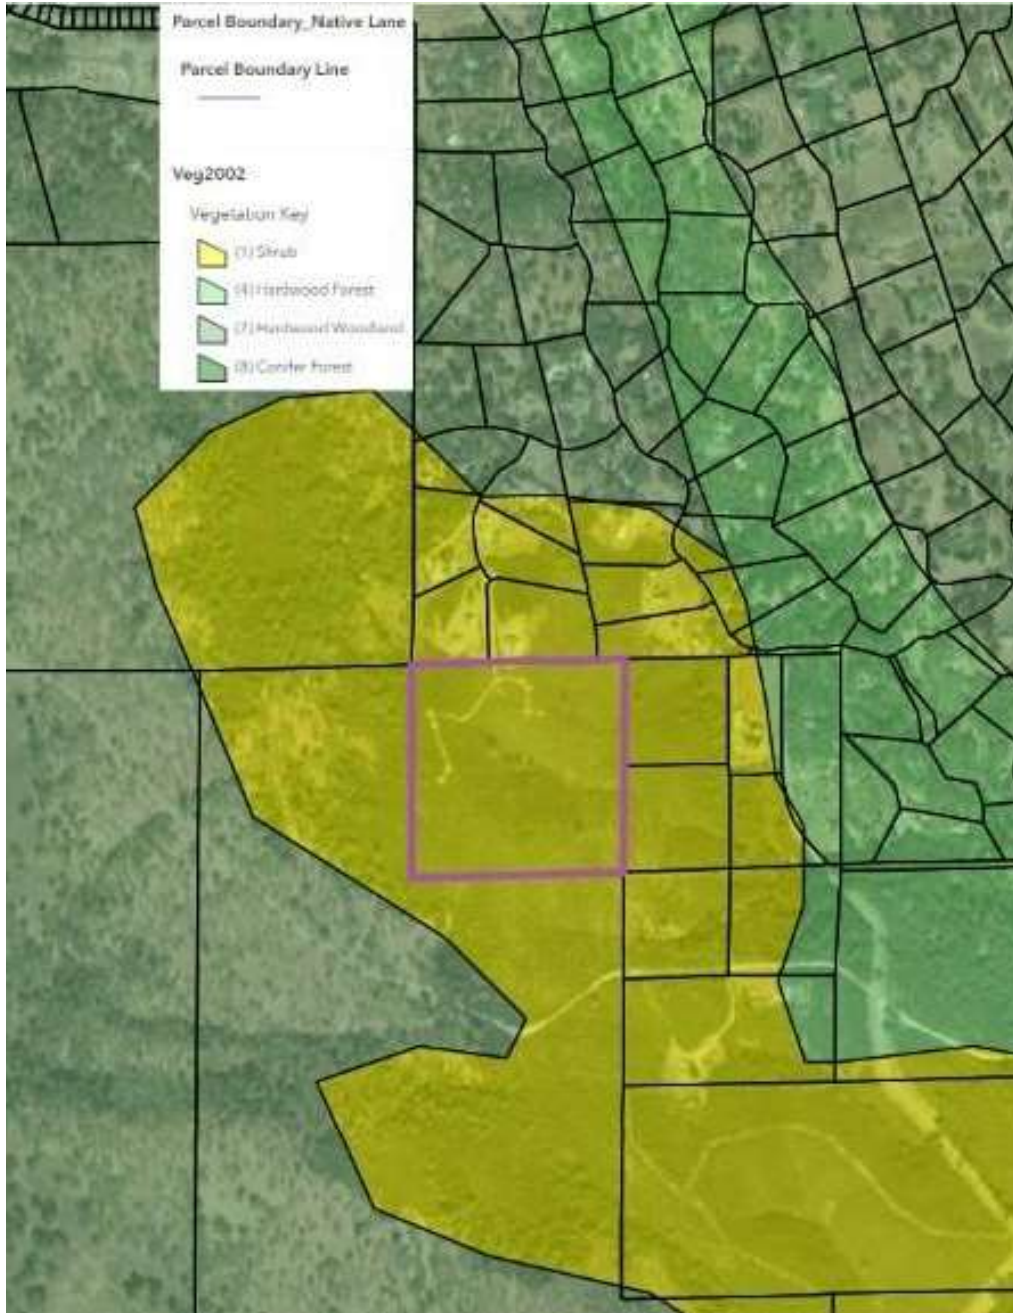 Parcel Boundary_Native Lane
Parcel Boundary Line
Veg2002
Vegetation Key
(1) Shrub
(4) Hardwood Forest
(7) Hardwood Woodland
(8) Conifer Forest